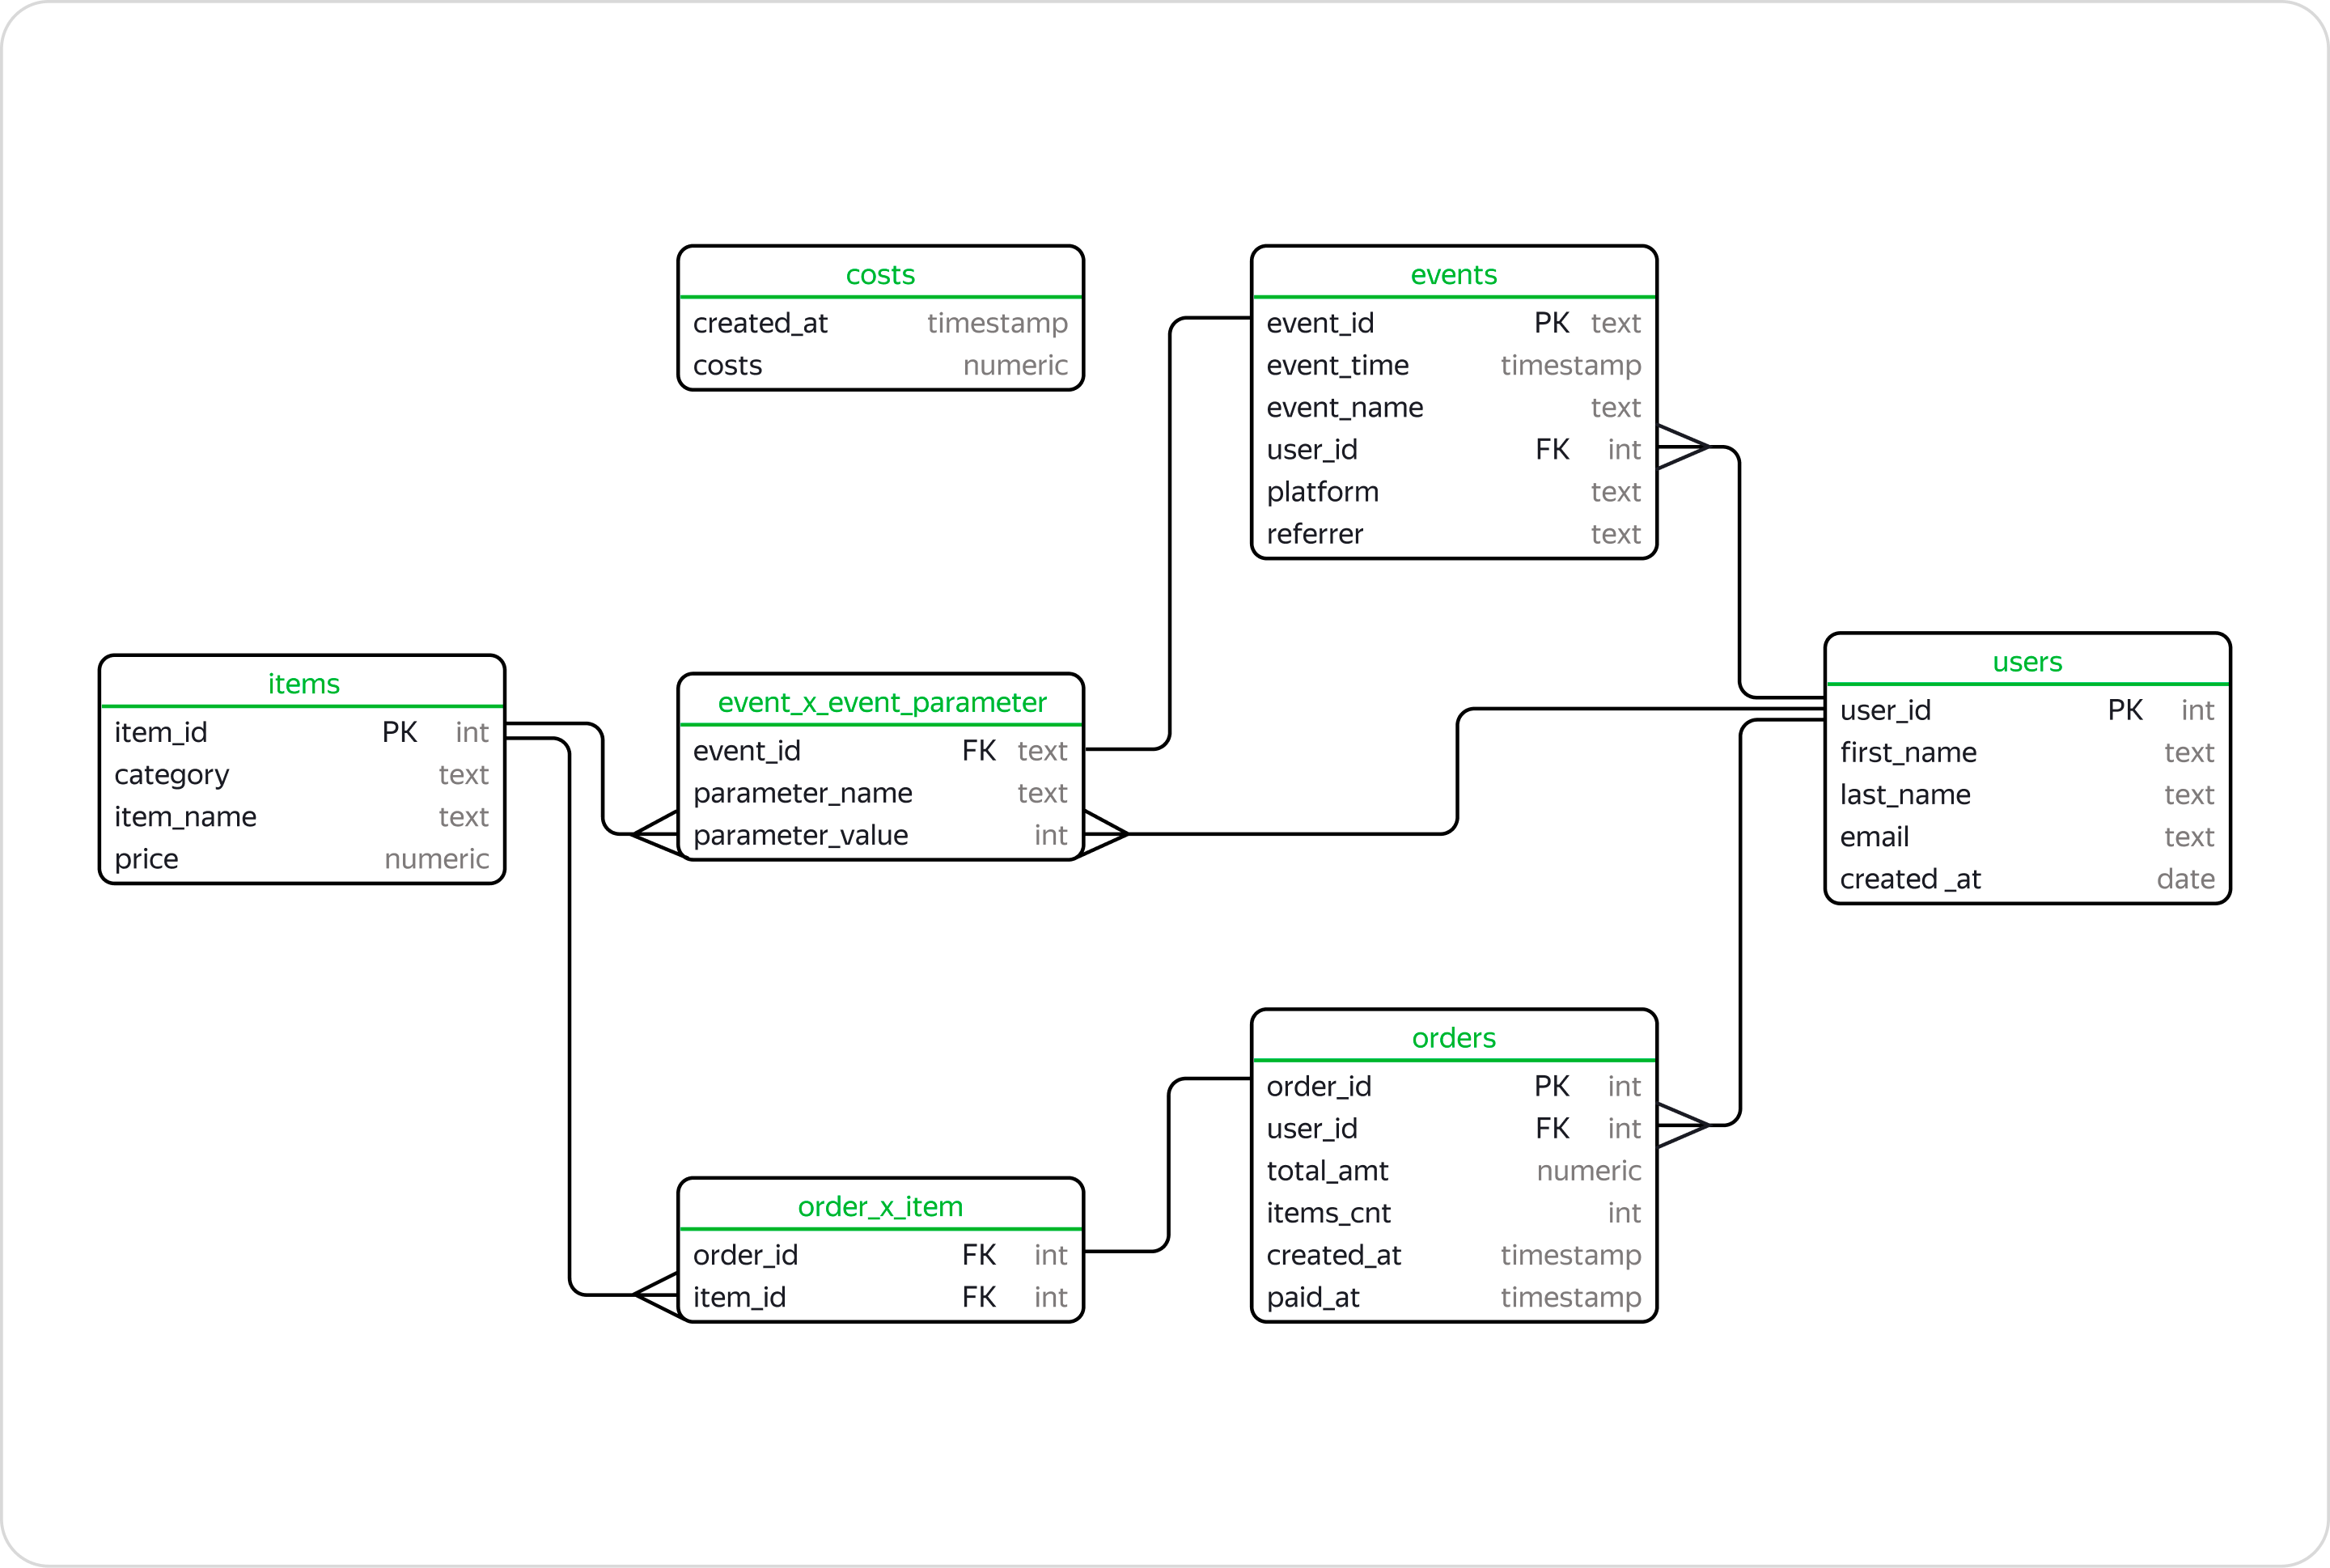 costs
created_at timestamp
costs numeric
events
event_id PK text
event_time timestamp
event_name text
user_id FK int
platform text
referrer text
items
item_id PK int
category text
item_name text
price numeric
event_x_event_parameter
event_id FK text
parameter_name text
parameter_value int
users
user_id PK int
first_name text
last_name text
email text
created _at date
order_x_item
order_id FK int
item_id FK int
orders
order_id PK int
user_id FK int
total_amt numeric
items_cnt int
created_at timestamp
paid_at timestamp